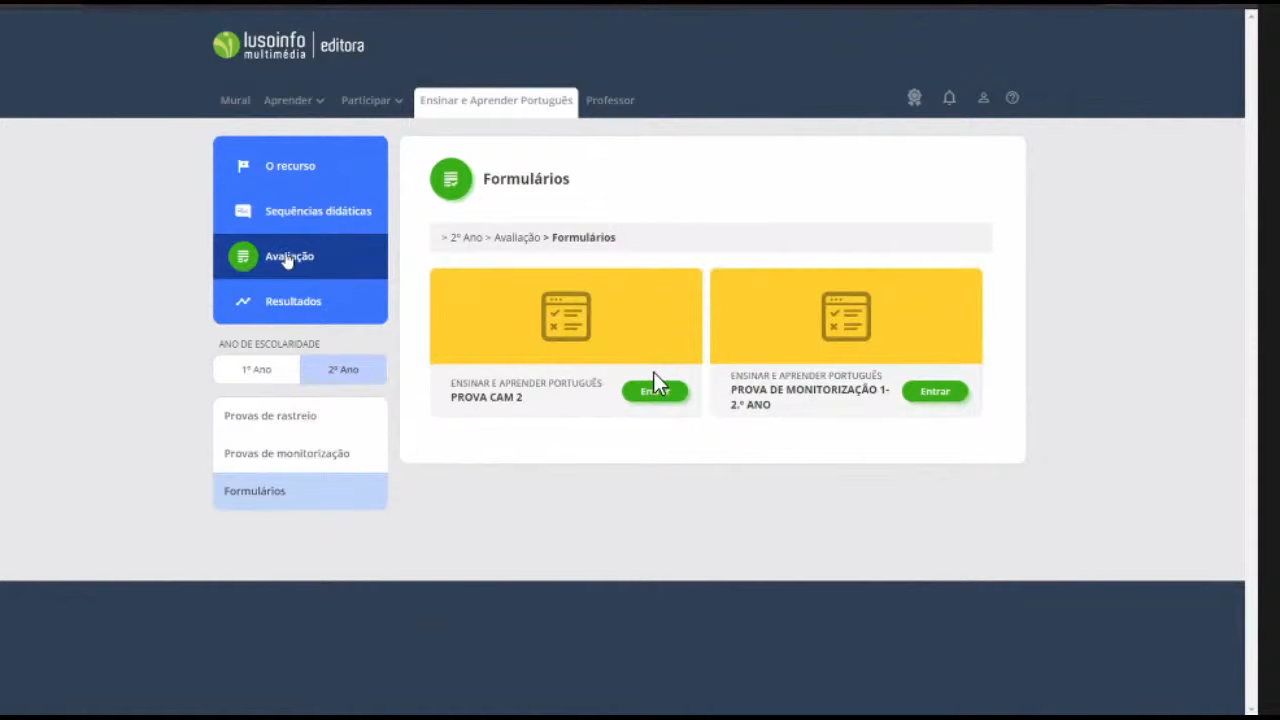 lusoinfo
multimédia
editora
Mural Aprender Participar Ensinar e Aprender Português Professor
O recurso
Sequências didáticas
Avaliação
Resultados
ANO DE ESCOLARIDADE
1º Ano 2º Ano
Provas de rastreio
Provas de monitorização
Formulários
Formulários
> 2º Ano > Avaliação > Formulários
ENSINAR E APRENDER PORTUGUÊS
PROVA CAM 2
ENSINAR E APRENDER PORTUGUÊS
PROVA DE MONITORIZAÇÃO 1-
2.º ANO
Entrar